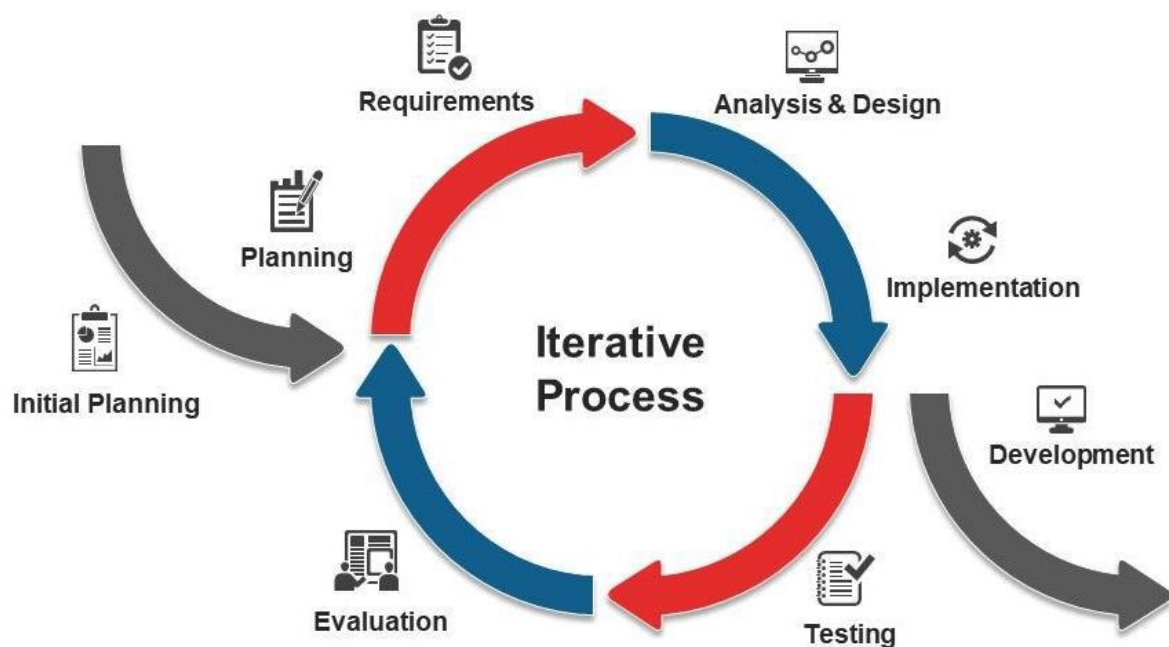 Requirements
Analysis & Design
Planning
Implementation
Iterative
Process
Initial Planning
Development
Evaluation
Testing